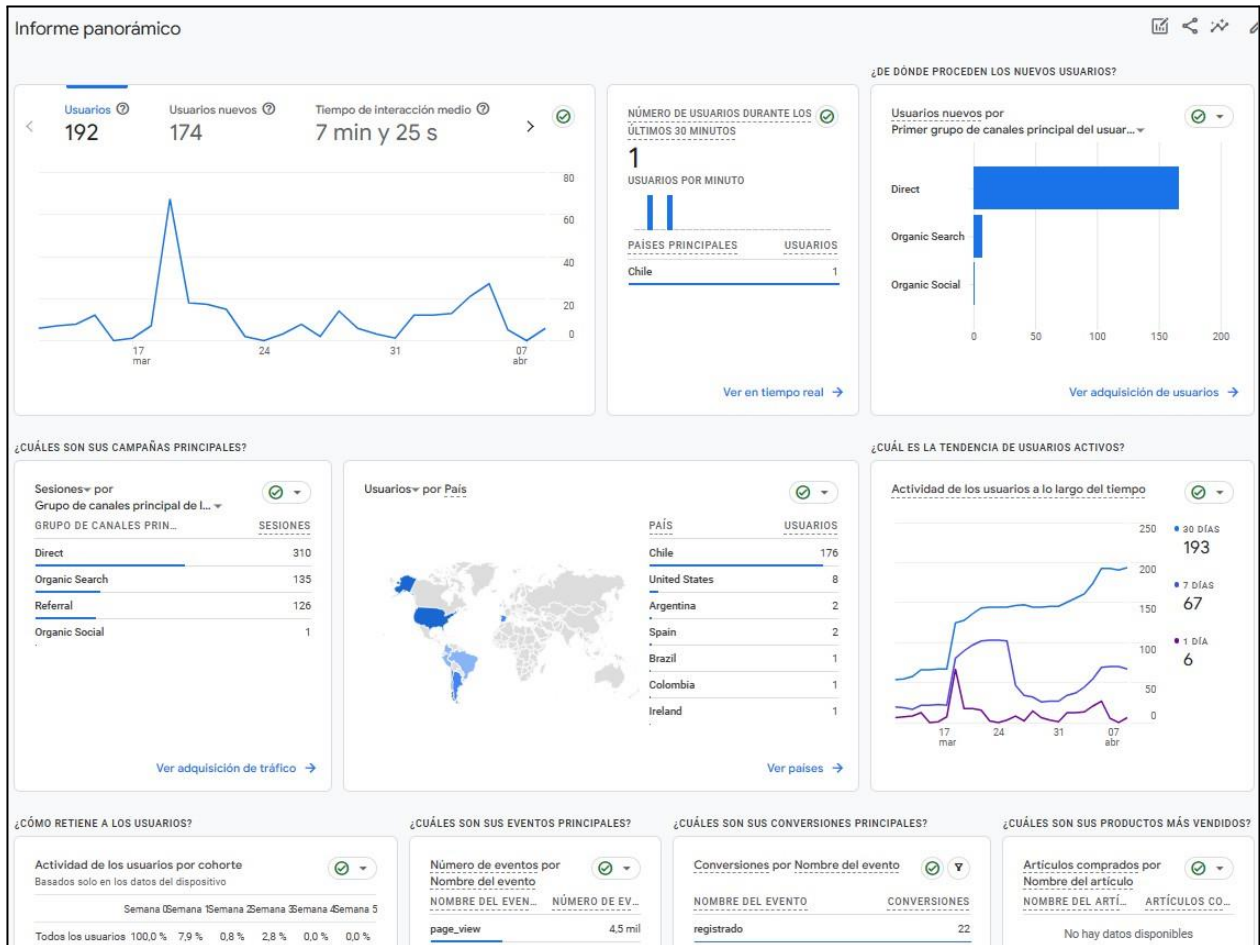 Informe panorámico
¿DE DÓNDE PROCEDEN LOS NUEVOS USUARIOS?
Usuarios
Usuarios nuevos
Tiempo de interacción medio
192
174
7 min y 25 s
80
60
40
20
0
17
mar
24
31
07
abr
NÚMERO DE USUARIOS DURANTE LOS
ÚLTIMOS 30 MINUTOS
1
USUARIOS POR MINUTO
PAÍSES PRINCIPALES USUARIOS
Chile 1
Ver en tiempo real
Usuarios nuevos por
Primer grupo de canales principal del usuar...
Direct
Organic Search
Organic Social
0 50 100 150 200
Ver adquisición de usuarios
¿CUÁLES SON SUS CAMPAÑAS PRINCIPALES?
¿CUÁL ES LA TENDENCIA DE USUARIOS ACTIVOS?
Sesiones por
Grupo de canales principal de l...
GRUPO DE CANALES PRIN... SESIONES
Direct 310
Organic Search 135
Referral 126
Organic Social 1
Ver adquisición de tráfico
Usuarios por País
PAÍS USUARIOS
Chile 176
United States 8
Argentina 2
Spain 2
Brazil 1
Colombia 1
Ireland 1
Ver países
Actividad de los usuarios a lo largo del tiempo
250
200
150
100
50
0
17
mar
24
31
07
abr
30 DÍAS
193
7 DÍAS
67
1 DÍA
6
¿CÓMO RETIENE A LOS USUARIOS?
¿CUÁLES SON SUS EVENTOS PRINCIPALES?
¿CUÁLES SON SUS CONVERSIONES PRINCIPALES?
¿CUÁLES SON SUS PRODUCTOS MÁS VENDIDOS?
Actividad de los usuarios por cohorte
Basados solo en los datos del dispositivo
Semana 0 Semana 1 Semana 2 Semana 3 Semana 4 Semana 5
Todos los usuarios 100,0 % 7,9 % 0,8 % 2,8 % 0,0 % 0,0 %
Número de eventos por
Nombre del evento
NOMBRE DEL EVEN... NÚMERO DE EV...
page_view 4,5 mil
Conversiones por Nombre del evento
NOMBRE DEL EVENTO CONVERSIONES
registrado 22
Artículos comprados por
Nombre del artículo
NOMBRE DEL ARTÍ... ARTÍCULOS CO...
No hay datos disponibles